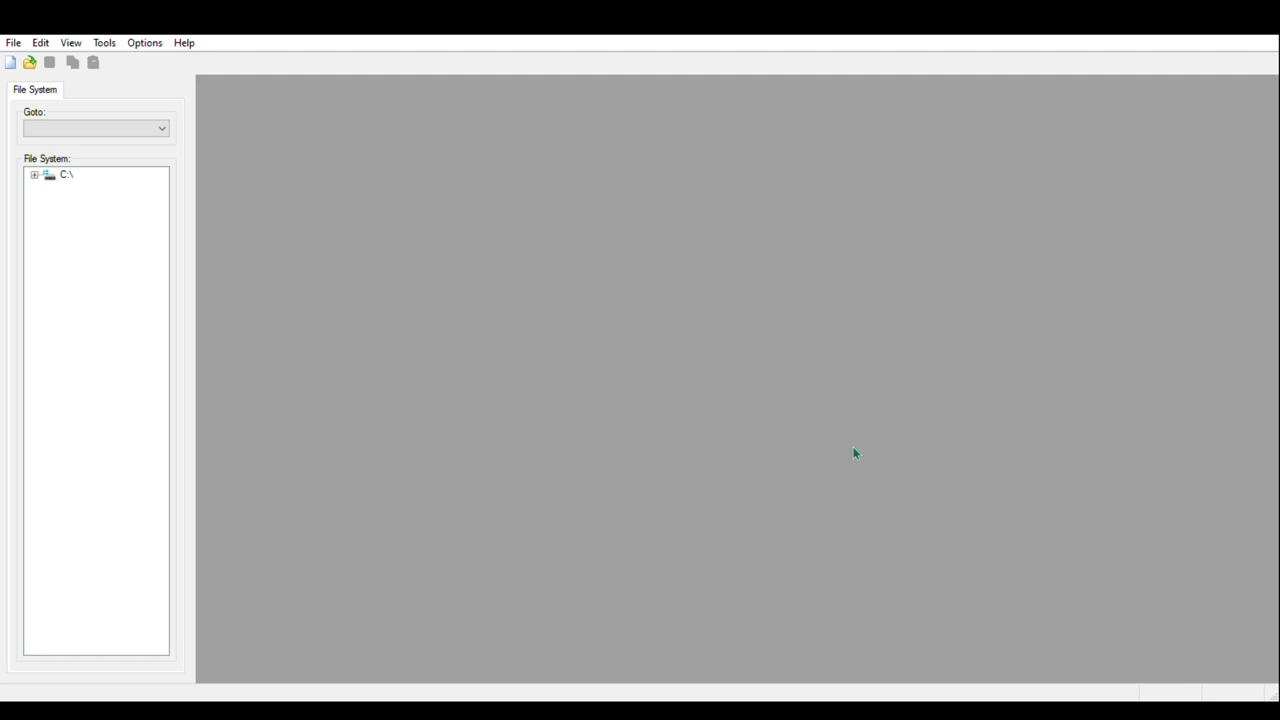 File Edit View Tools Options Help
File System
Goto:
File System:
C:\